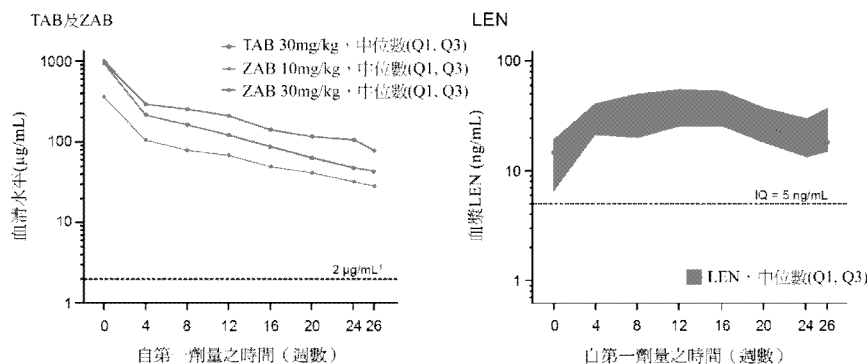 TAB及ZAB
TAB 30mg/kg，中位數(Q1, Q3)
ZAB 10mg/kg，中位數(Q1, Q3)
ZAB 30mg/kg，中位數(Q1, Q3)
血清水平(μg/mL)
1000
100
10
1
2 μg/mL¹
0 4 8 12 16 20 24 26
自第一劑量之時間（週數）
LEN
血漿LEN (ng/mL)
100
10
1
IQ = 5 ng/mL
LEN，中位數(Q1, Q3)
0 4 8 12 16 20 24 26
自第一劑量之時間（週數）